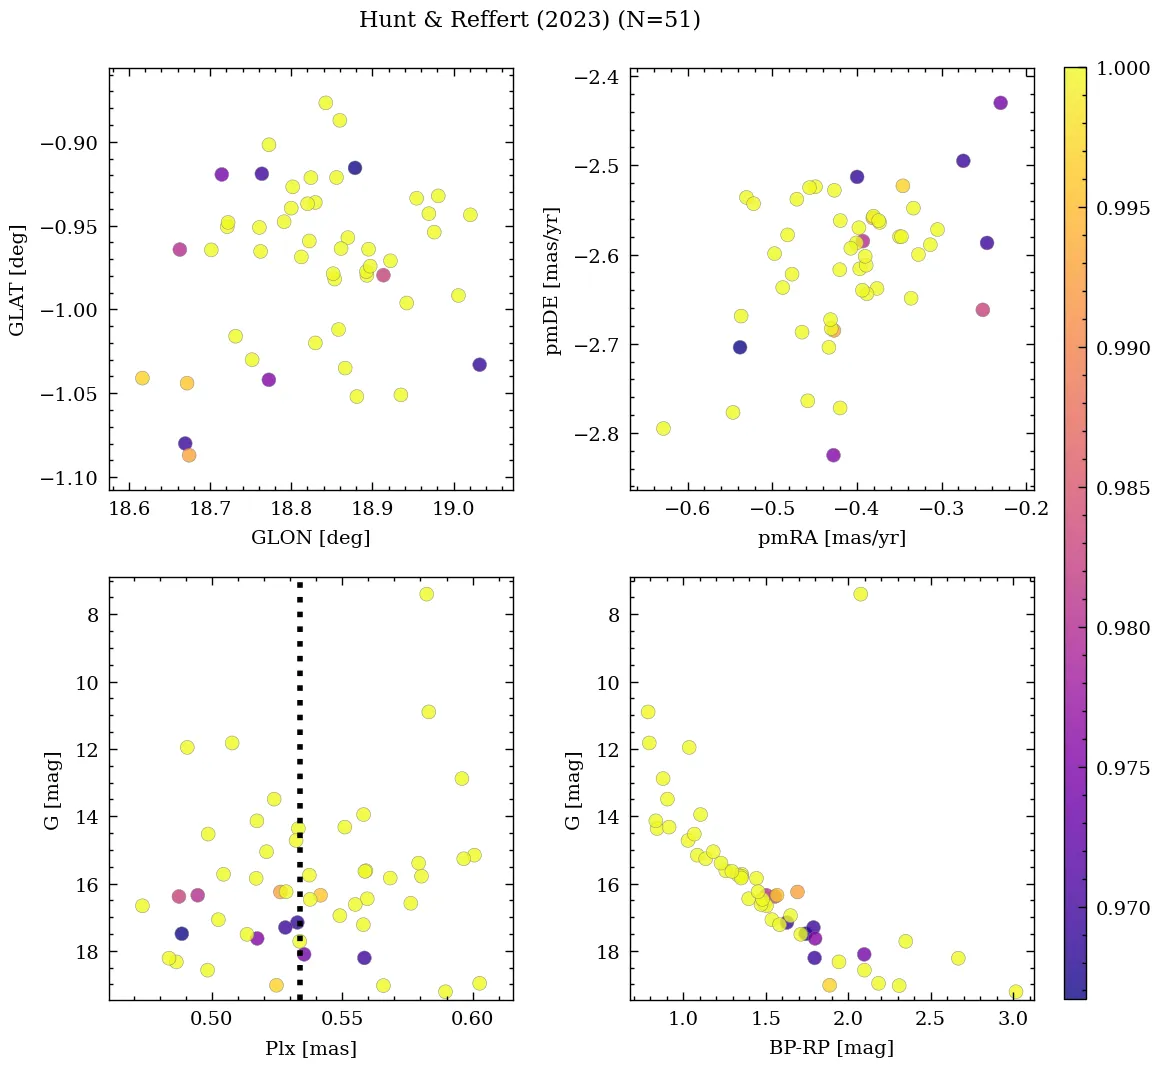 Hunt & Reffert (2023) (N=51)
−0.90
−0.95
−1.00
−1.05
−1.10
GLAT [deg]
18.6 18.7 18.8 18.9 19.0
GLON [deg]
−2.4
−2.5
−2.6
−2.7
−2.8
pmDE [mas/yr]
−0.6 −0.5 −0.4 −0.3 −0.2
pmRA [mas/yr]
1.000
0.995
0.990
0.985
0.980
0.975
0.970
8
10
12
14
16
18
G [mag]
0.50 0.55 0.60
Plx [mas]
8
10
12
14
16
18
G [mag]
1.0 1.5 2.0 2.5 3.0
BP-RP [mag]